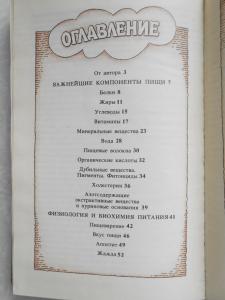 ОГЛАВЛЕНИЕ
От автора 3
ВАЖНЕЙШИЕ КОМПОНЕНТЫ ПИЩИ 7
Белки 8
Жиры 11
Углеводы 15
Витамины 17
Минеральные вещества 23
Вода 28
Пищевые волокна 30
Органические кислоты 32
Дубильные вещества.
Пигменты. Фитонциды 34
Холестерин 36
Азотсодержащие
экстрактивные вещества
и пуриновые основания 39
ФИЗИОЛОГИЯ И БИОХИМИЯ ПИТАНИЯ 41
Пищеварение 42
Вкус пищи 46
Аппетит 49
Жажда 52